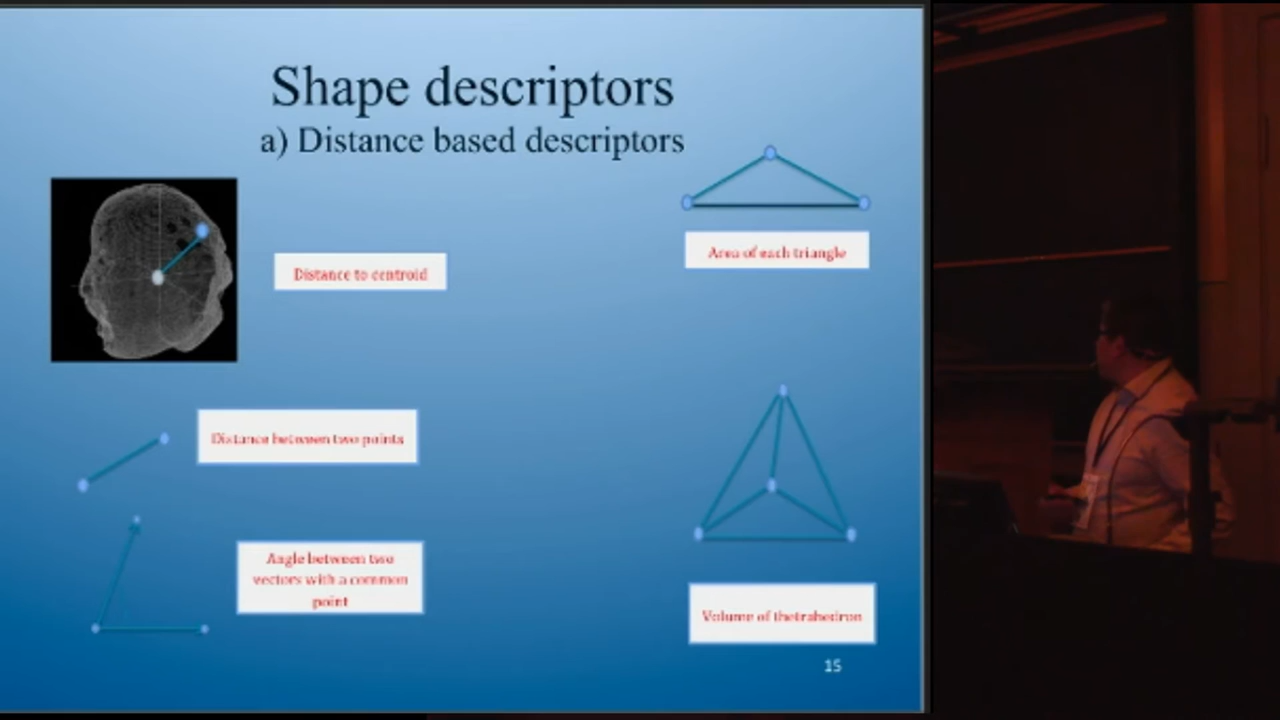 Shape descriptors
a) Distance based descriptors
Distance to centroid
Area of each triangle
Distance between two points
Angle between two
vectors with a common
point
Volume of thetrahedron
15